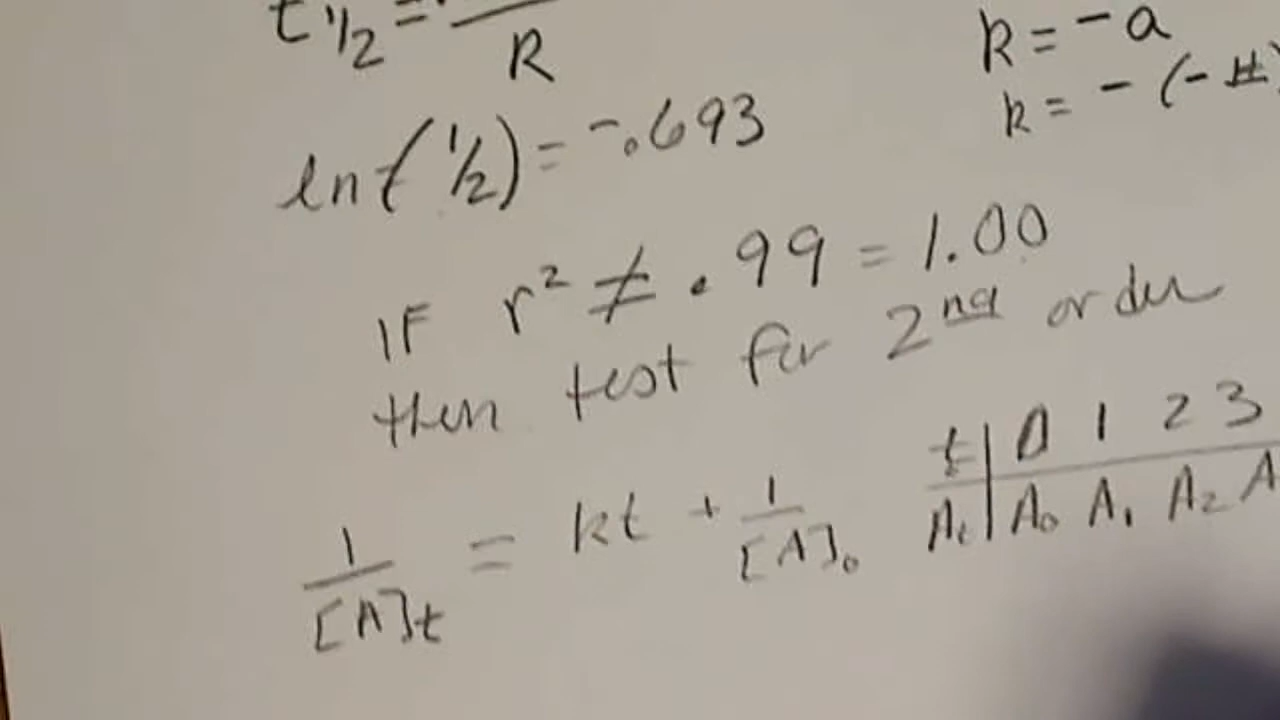 t 1/2 = — / k
k = -a
k = - (- #)
ln(1/2) = -.693
IF r² ≠ .99 = 1.00
then test for 2nd order
t | 0 1 2 3
At | A0 A1 A2 A
1/[A]t = kt + 1/[A]0